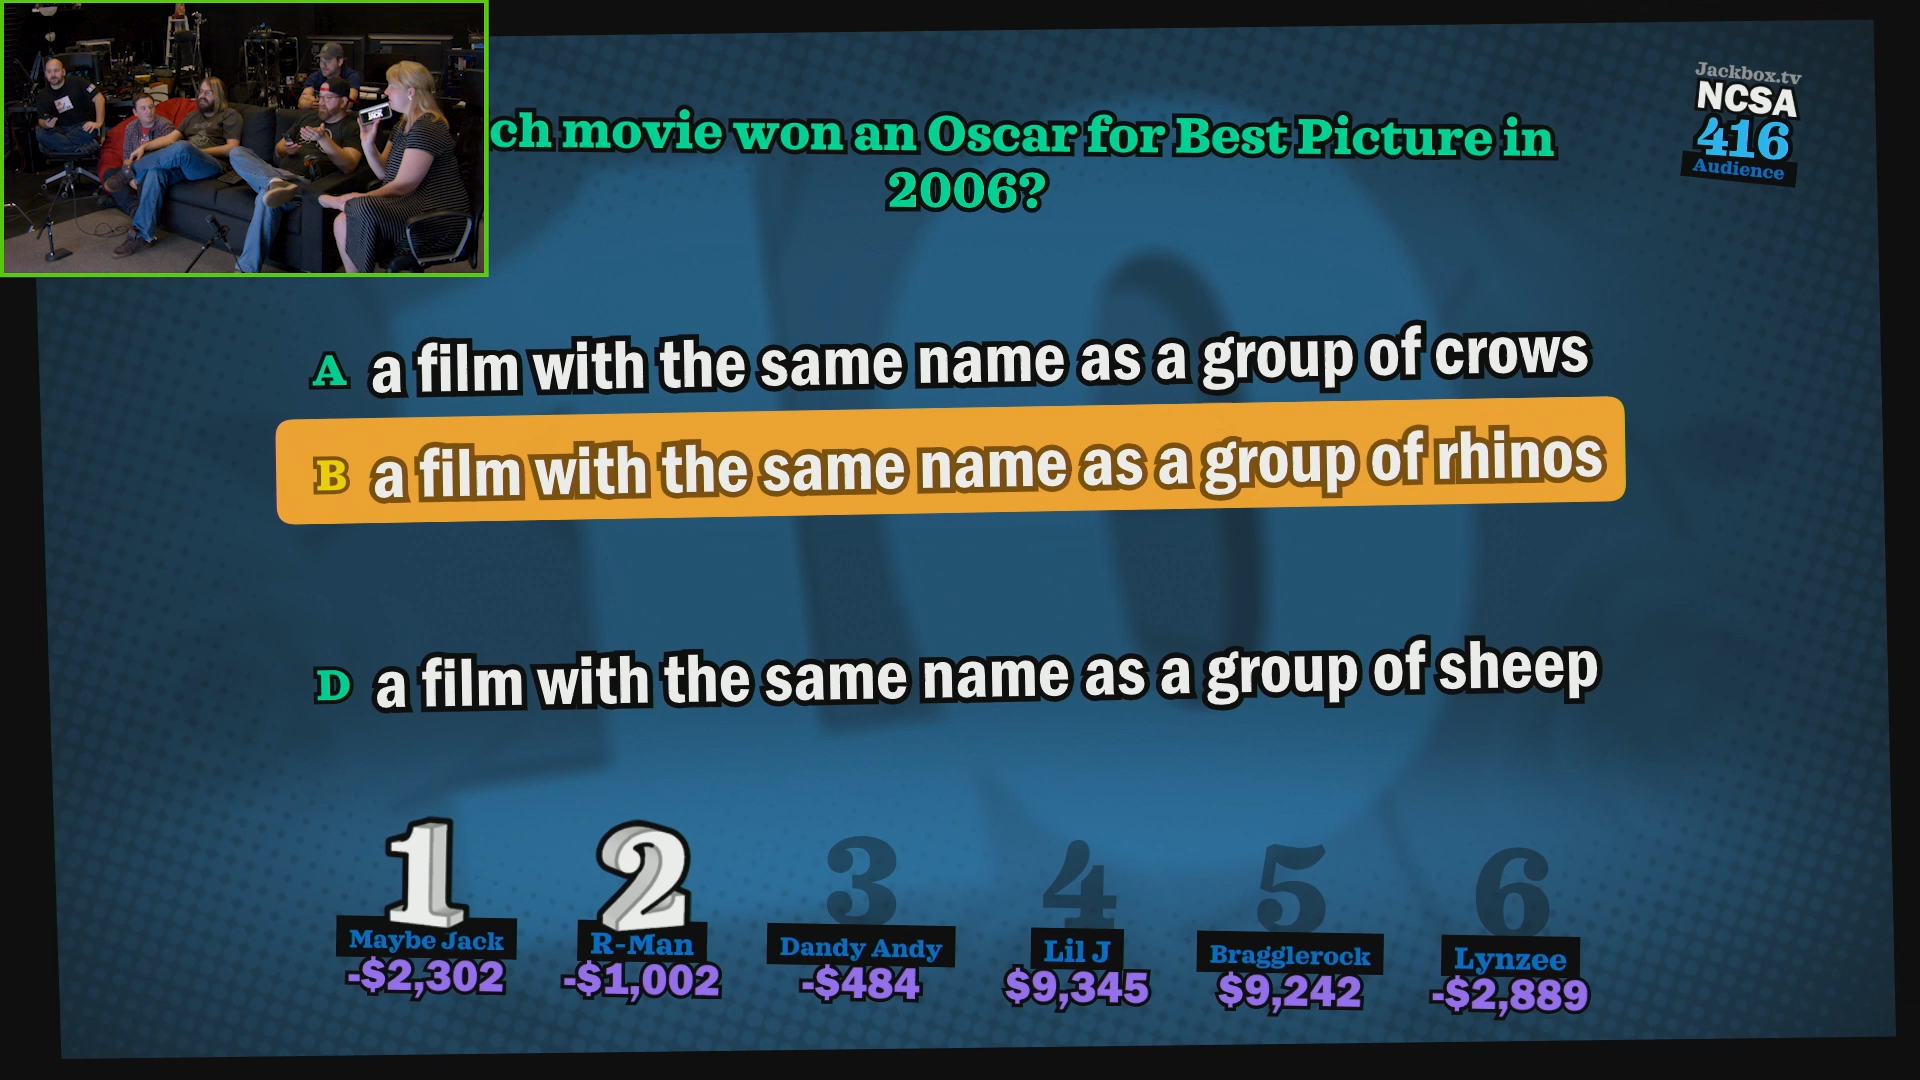 Jackbox.tv
NCSA
416
Audience
ch movie won an Oscar for Best Picture in
2006?
A a film with the same name as a group of crows
B a film with the same name as a group of rhinos
D a film with the same name as a group of sheep
1 2 3 4 5 6
Maybe Jack R-Man Dandy Andy Lil J Bragglerock Lynzee
-$2,302 -$1,002 -$484 $9,345 $9,242 -$2,889